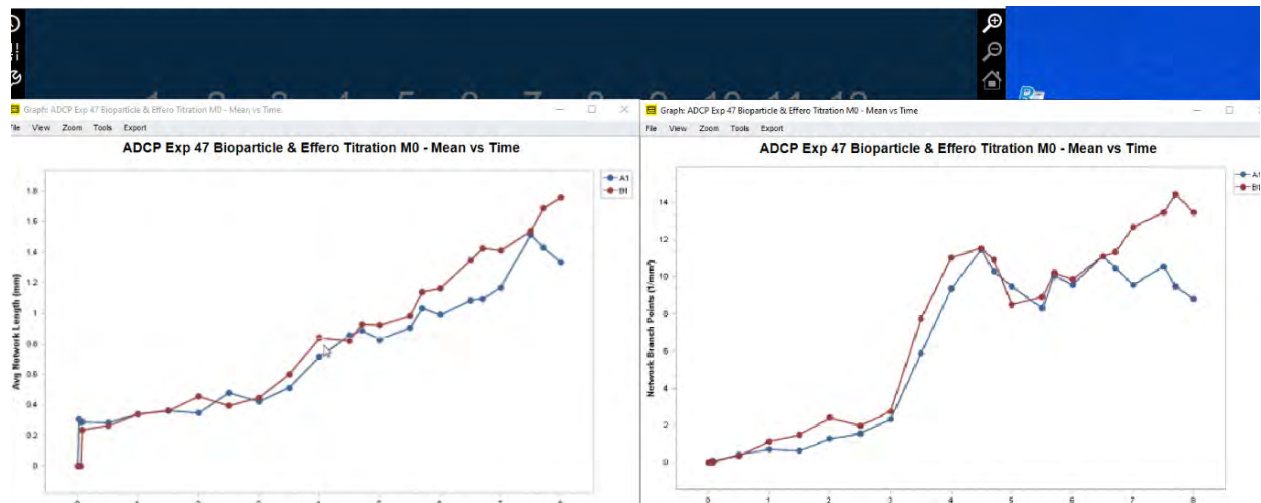 Graph: ADCP Exp 47 Bioparticle & Effero Titration M0 - Mean vs Time
File View Zoom Tools Export
ADCP Exp 47 Bioparticle & Effero Titration M0 - Mean vs Time
A1
B1
Avg Network Length (mm)
1.8
1.6
1.4
1.2
1
0.8
0.6
0.4
0.2
0
Graph: ADCP Exp 47 Bioparticle & Effero Titration M0 - Mean vs Time
File View Zoom Tools Export
ADCP Exp 47 Bioparticle & Effero Titration M0 - Mean vs Time
A1
B1
Network Branch Points (1/mm²)
14
12
10
8
6
4
2
0
0 1 2 3 4 5 6 7 8